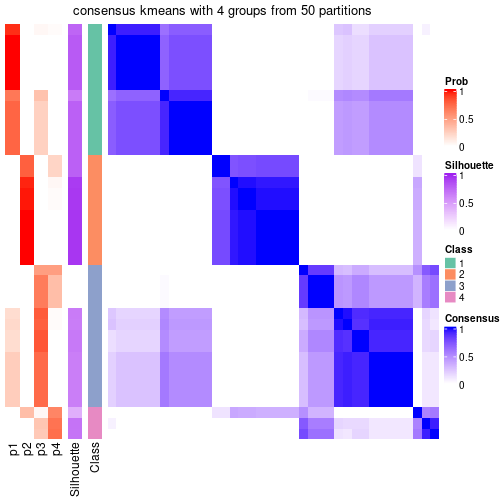 consensus kmeans with 4 groups from 50 partitions
Prob
1
0.5
0
Silhouette
1
0.5
0
Class
1
2
3
4
Consensus
1
0.5
0
p1
p2
p3
p4
Silhouette
Class